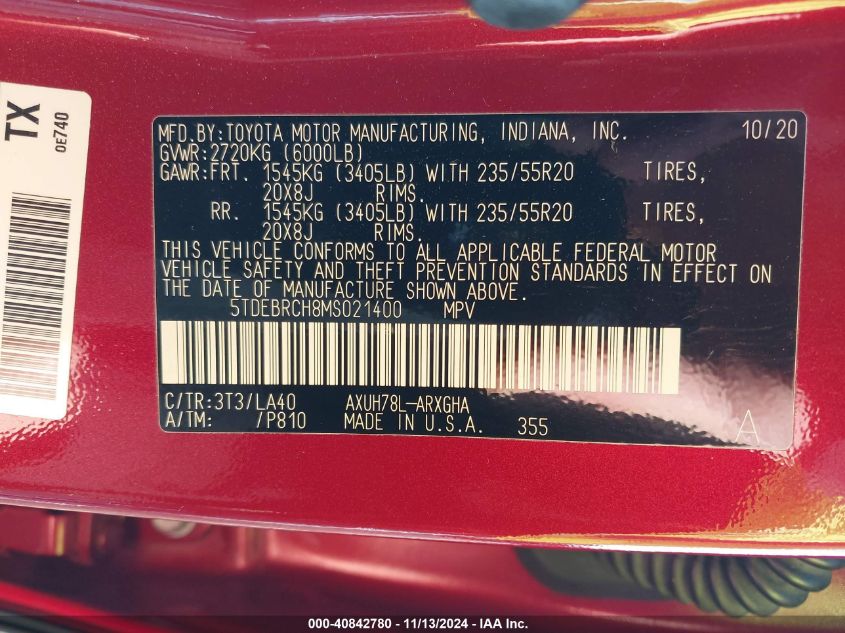 TX
0E740
MFD.BY:TOYOTA MOTOR MANUFACTURING, INDIANA, INC. 10/20
GVWR:2720KG (6000LB)
GAWR:FRT. 1545KG (3405LB) WITH 235/55R20 TIRES,
20X8J RIMS.
RR. 1545KG (3405LB) WITH 235/55R20 TIRES,
20X8J RIMS.
THIS VEHICLE CONFORMS TO ALL APPLICABLE FEDERAL MOTOR
VEHICLE SAFETY AND THEFT PREVENTION STANDARDS IN EFFECT ON
THE DATE OF MANUFACTURE SHOWN ABOVE.
5TDEBRCH8MS021400 MPV
C/TR:3T3/LA40 AXUH78L-ARXGHA
A/TM: /P810 MADE IN U.S.A. 355 A
000-40842780 - 11/13/2024 - IAA Inc.